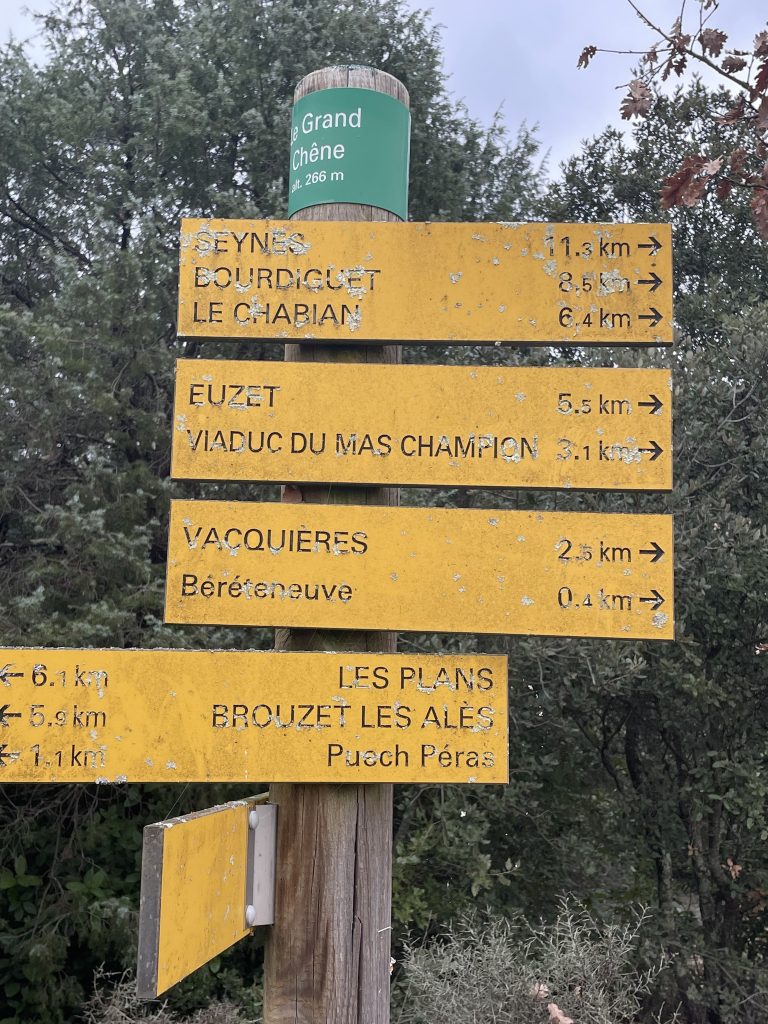 le Grand
Chêne
alt. 266 m
SEYNES 11.3 km →
BOURDIGUET 8.5 km →
LE CHABIAN 6.4 km →
EUZET 5.5 km →
VIADUC DU MAS CHAMPION 3.1 km →
VACQUIÈRES 2.5 km →
Béréteneuve 0.4 km →
← 6.1 km LES PLANS
← 5.9 km BROUZET LES ALÈS
← 1.1 km Puech Péras